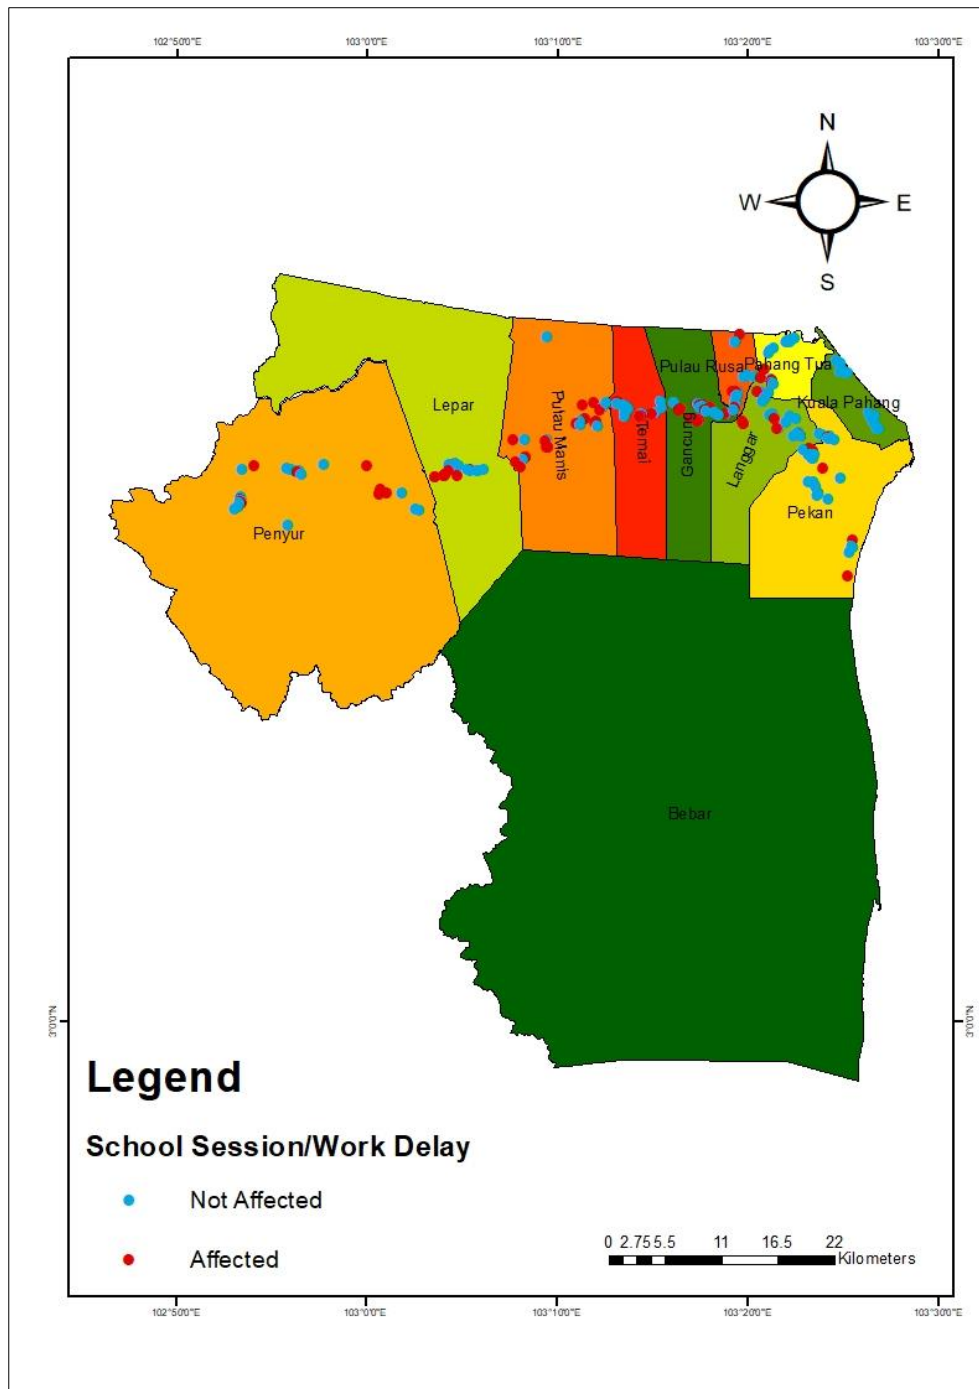 102°50'0"E 103°0'0"E 103°10'0"E 103°20'0"E 103°30'0"E
N
W E
S
Pulau Rusa
Pahang Tua
Kuala Pahang
Lepar
Pulau Manis
Temai
Gancung
Langgar
Pekan
Penyur
Bebar
3°0'0"N 3°0'0"N
Legend
School Session/Work Delay
Not Affected
Affected
0 2.75 5.5 11 16.5 22
Kilometers
102°50'0"E 103°0'0"E 103°10'0"E 103°20'0"E 103°30'0"E